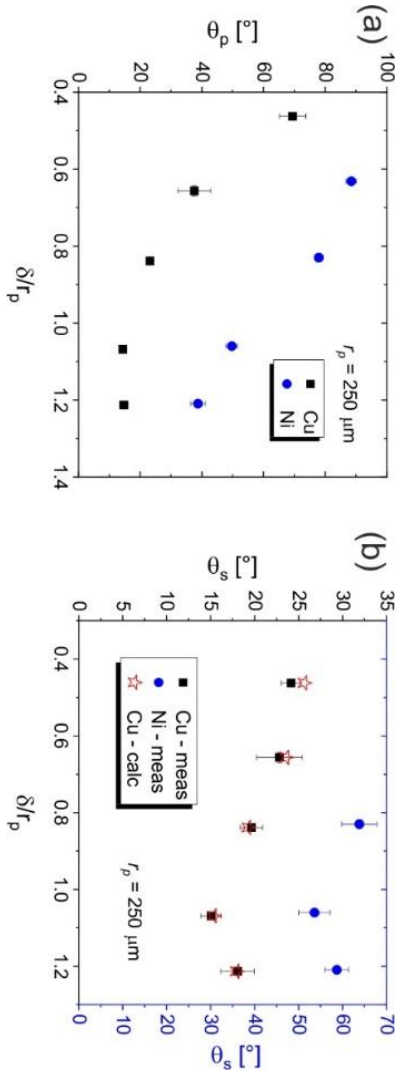 (a)
θp [°]
100
80
60
40
20
0
rp = 250 μm
Cu
Ni
0.4 0.6 0.8 1.0 1.2 1.4
δ/rp
(b)
θs [°]
35
30
25
20
15
10
5
0
Cu - meas
Ni - meas
Cu - calc
rp = 250 μm
70
60
50
40
30
20
10
0
θs [°]
0.4 0.6 0.8 1.0 1.2
δ/rp